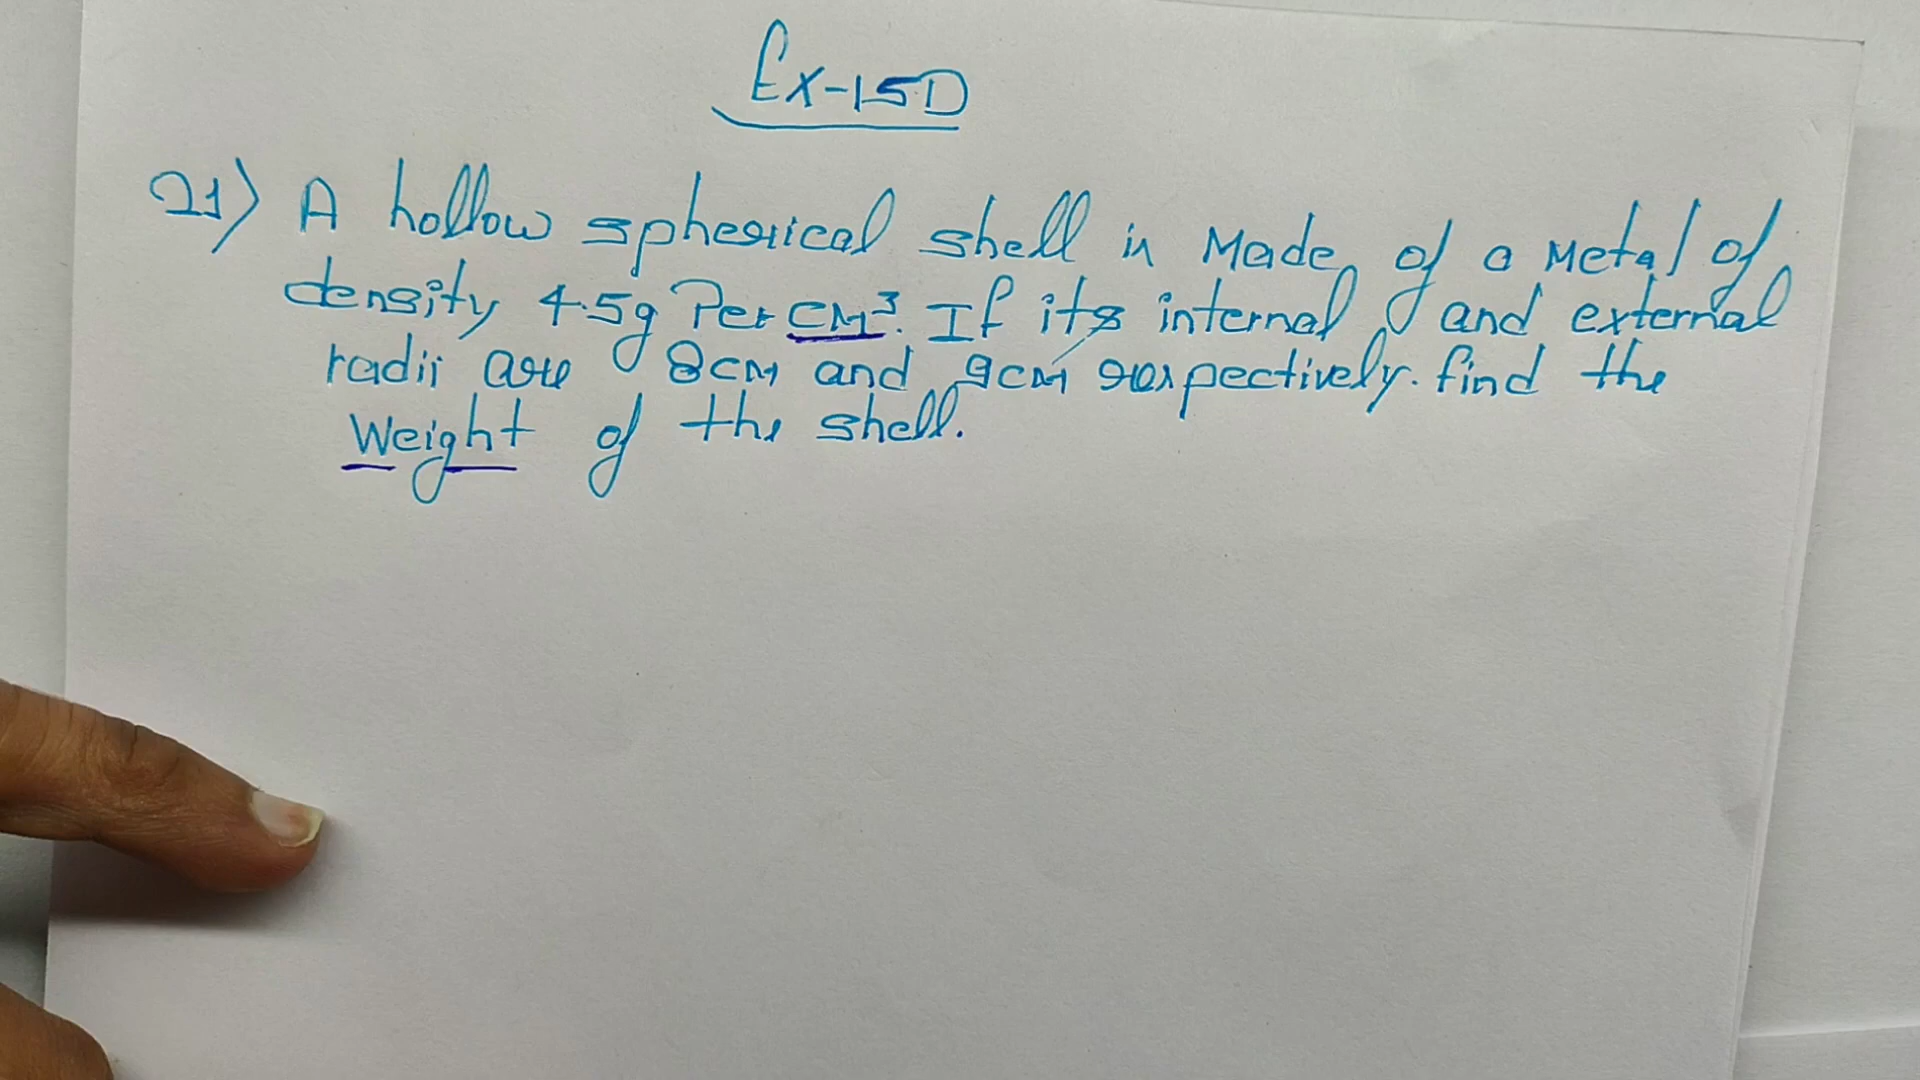 Ex-15D
21) A hollow spherical shell is Made of a Metal of
density 4.5g Per CM³. If its internal and external
radii are 8CM and 9CM respectively. find the
Weight of the shell.